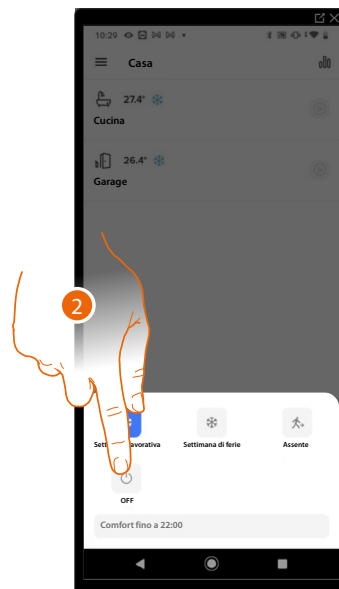 10:29
Casa
27.4°
Cucina
26.4°
Garage
2
Settimana di ferie
Assente
OFF
Comfort fino a 22:00